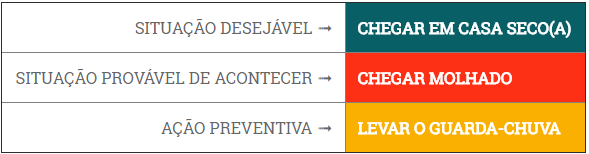 SITUAÇÃO DESEJÁVEL → CHEGAR EM CASA SECO(A)
SITUAÇÃO PROVÁVEL DE ACONTECER → CHEGAR MOLHADO
AÇÃO PREVENTIVA → LEVAR O GUARDA-CHUVA